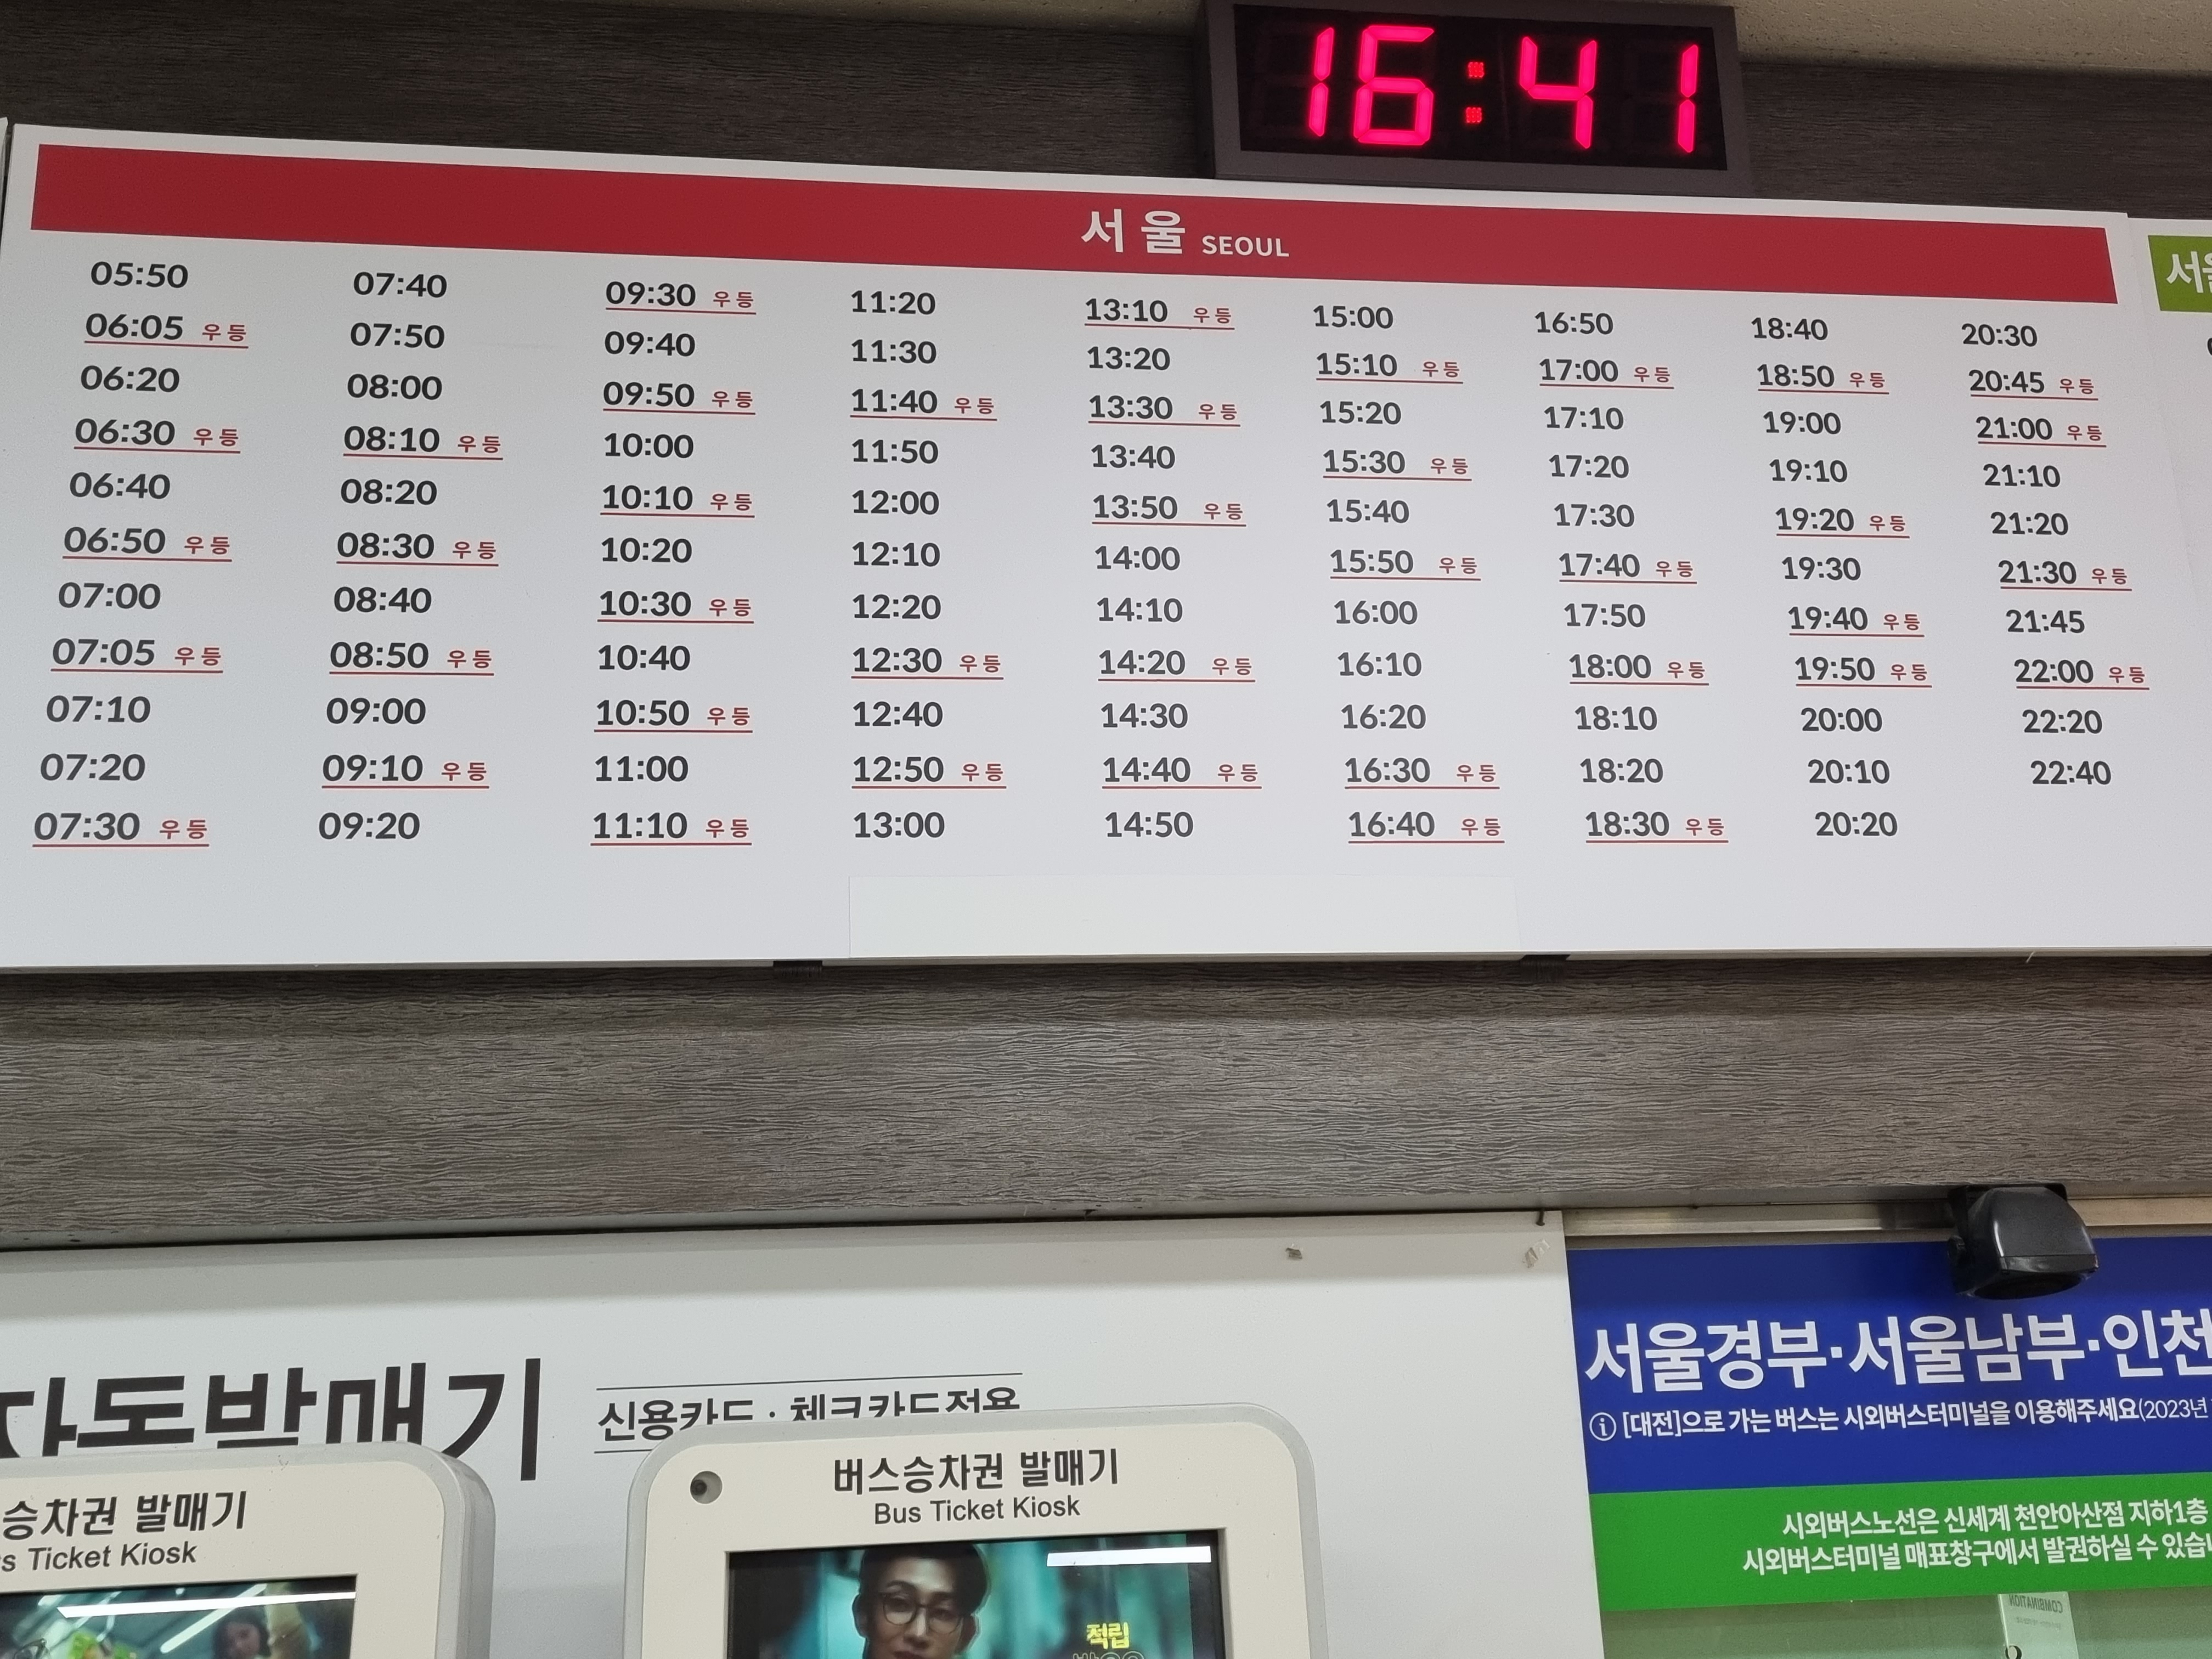 16:41
서울 SEOUL
05:50
06:05 우등
06:20
06:30 우등
06:40
06:50 우등
07:00
07:05 우등
07:10
07:20
07:30 우등
07:40
07:50
08:00
08:10 우등
08:20
08:30 우등
08:40
08:50 우등
09:00
09:10 우등
09:20
09:30 우등
09:40
09:50 우등
10:00
10:10 우등
10:20
10:30 우등
10:40
10:50 우등
11:00
11:10 우등
11:20
11:30
11:40 우등
11:50
12:00
12:10
12:20
12:30 우등
12:40
12:50 우등
13:00
13:10 우등
13:20
13:30 우등
13:40
13:50 우등
14:00
14:10
14:20 우등
14:30
14:40 우등
14:50
15:00
15:10 우등
15:20
15:30 우등
15:40
15:50 우등
16:00
16:10
16:20
16:30 우등
16:40 우등
16:50
17:00 우등
17:10
17:20
17:30
17:40 우등
17:50
18:00 우등
18:10
18:20
18:30 우등
18:40
18:50 우등
19:00
19:10
19:20 우등
19:30
19:40 우등
19:50 우등
20:00
20:10
20:20
20:30
20:45 우등
21:00 우등
21:10
21:20
21:30 우등
21:45
22:00 우등
22:20
22:40
서울
자동발매기
신용카드·체크카드전용
승차권 발매기
s Ticket Kiosk
버스승차권 발매기
Bus Ticket Kiosk
적립
서울경부·서울남부·인천
[대전]으로 가는 버스는 시외버스터미널을 이용해주세요(2023년
시외버스노선은 신세계 천안아산점 지하1층
시외버스터미널 매표창구에서 발권하실 수 있습
COMBINATION